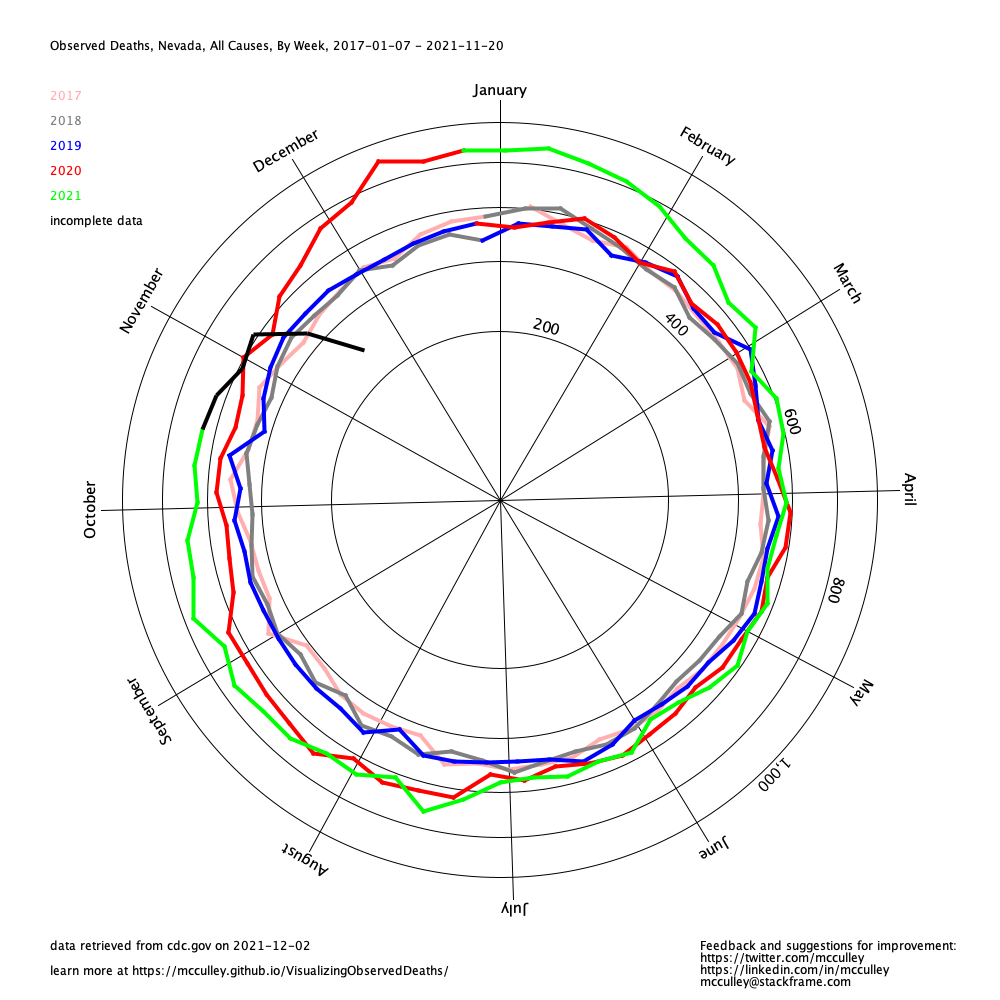 Observed Deaths, Nevada, All Causes, By Week, 2017-01-07 - 2021-11-20
January
2017
2018
2019
2020
2021
incomplete data
December
February
November
March
200
400
600
October
April
800
September
May
1,000
August
June
July
data retrieved from cdc.gov on 2021-12-02
learn more at https://mcculley.github.io/VisualizingObservedDeaths/
Feedback and suggestions for improvement:
https://twitter.com/mcculley
https://linkedin.com/in/mcculley
mcculley@stackframe.com